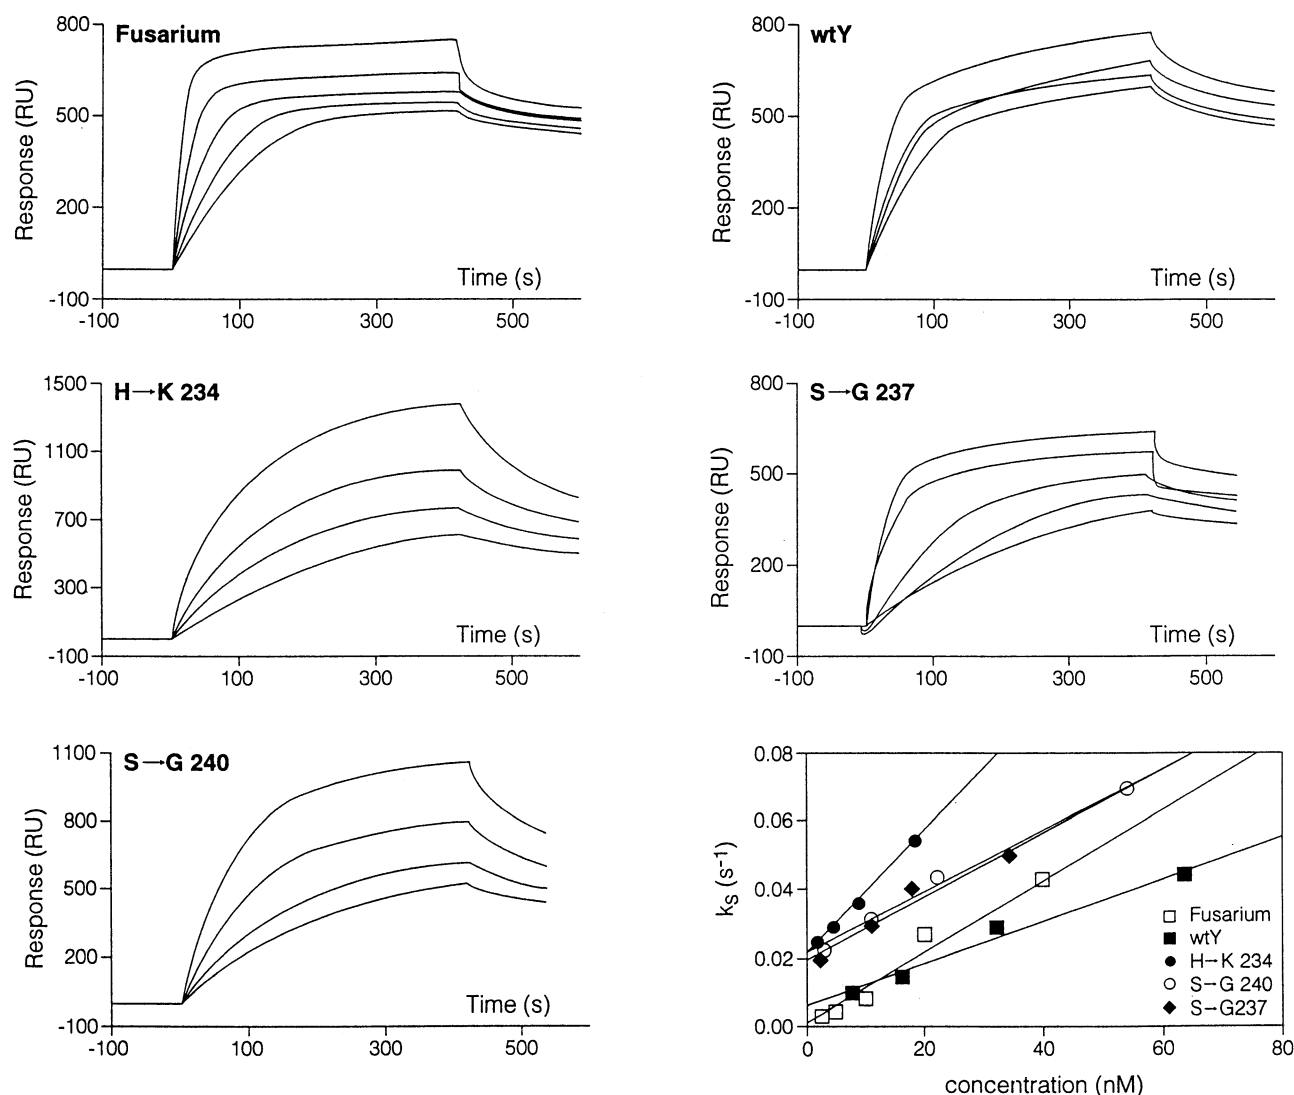 Fusarium
Response (RU)
800
500
200
-100
-100 100 300 500
Time (s)
wtY
Response (RU)
800
500
200
-100
-100 100 300 500
Time (s)
H→K 234
Response (RU)
1500
1100
700
300
-100
-100 100 300 500
Time (s)
S→G 237
Response (RU)
800
500
200
-100
-100 100 300 500
Time (s)
S→G 240
Response (RU)
1100
800
500
200
-100
-100 100 300 500
Time (s)
ks (s-1)
0.08
0.06
0.04
0.02
0.00
0 20 40 60 80
concentration (nM)
Fusarium
wtY
H→K 234
S→G 240
S→G237